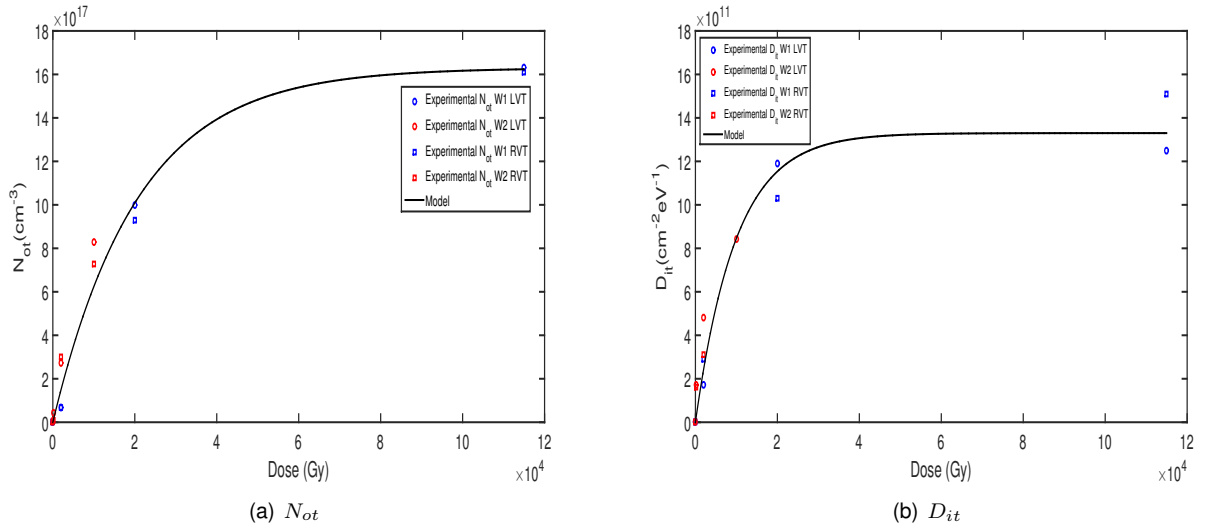 ×10^17
18
16
14
12
10
8
6
4
2
0
N_ot(cm^-3)
Experimental N_ot W1 LVT
Experimental N_ot W2 LVT
Experimental N_ot W1 RVT
Experimental N_ot W2 RVT
Model
0 2 4 6 8 10 12
Dose (Gy)
×10^4
(a) N_ot
×10^11
18
16
14
12
10
8
6
4
2
0
D_it(cm^-2eV^-1)
Experimental D_it W1 LVT
Experimental D_it W2 LVT
Experimental D_it W1 RVT
Experimental D_it W2 RVT
Model
0 2 4 6 8 10 12
Dose (Gy)
×10^4
(b) D_it